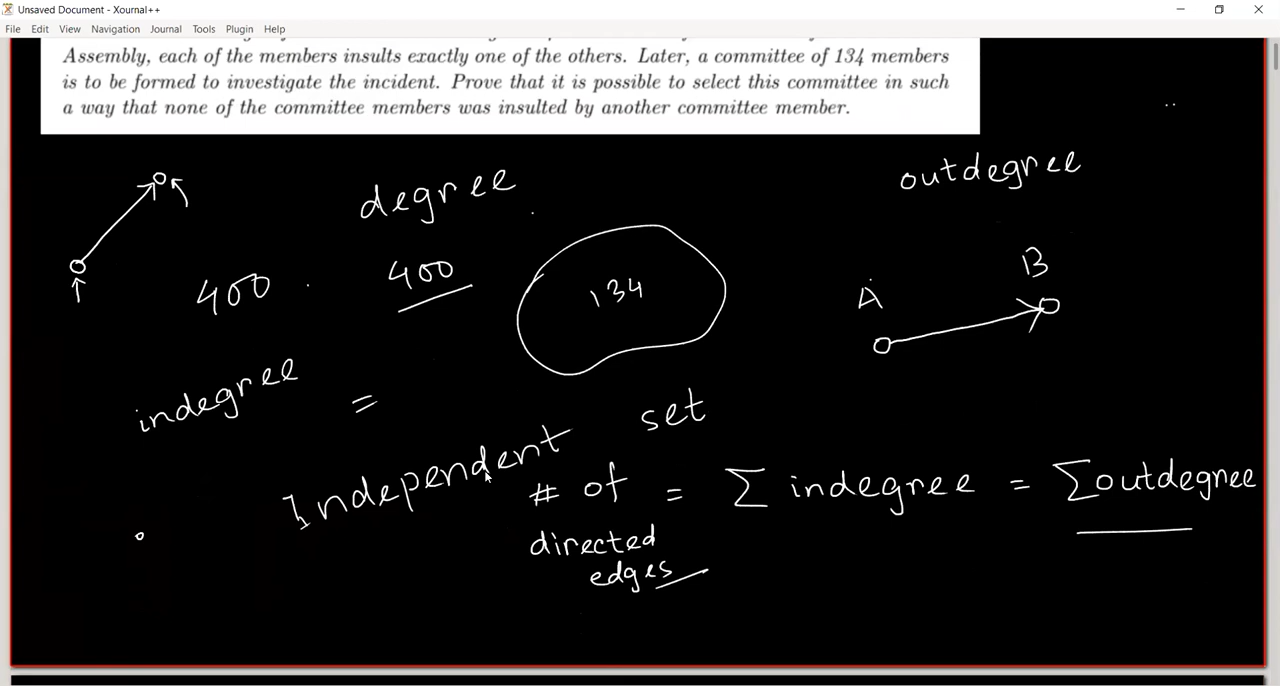 Unsaved Document - Xournal++
File Edit View Navigation Journal Tools Plugin Help
Assembly, each of the members insults exactly one of the others. Later, a committee of 134 members
is to be formed to investigate the incident. Prove that it is possible to select this committee in such
a way that none of the committee members was insulted by another committee member.
degree
outdegree
400
400
134
A
B
indegree =
Independent set
# of directed edges = ∑ indegree = ∑ outdegree